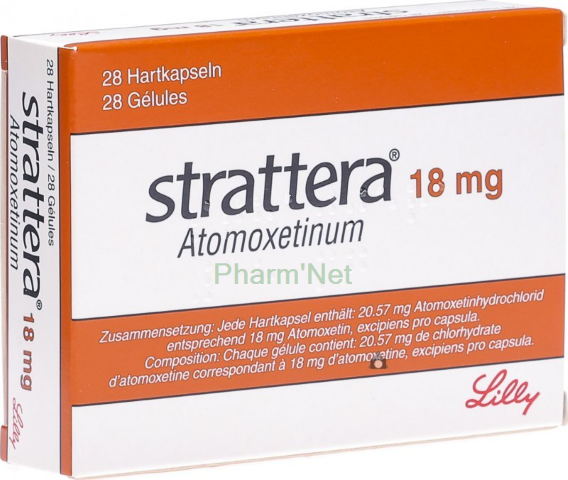 28 Hartkapseln
28 Gélules
strattera® 18 mg
Atomoxetinum
Pharm'Net
Zusammensetzung: Jede Hartkapsel enthält: 20.57 mg Atomoxetinhydrochlorid
entsprechend 18 mg Atomoxetin, excipiens pro capsula.
Composition: Chaque gélule contient: 20.57 mg de chlorhydrate
d'atomoxetine correspondant à 18 mg d'atomoxetine, excipiens pro capsula.
Lilly
28 Hartkapseln / 28 Gélules
strattera® 18 mg
Atomoxetinum
Lilly